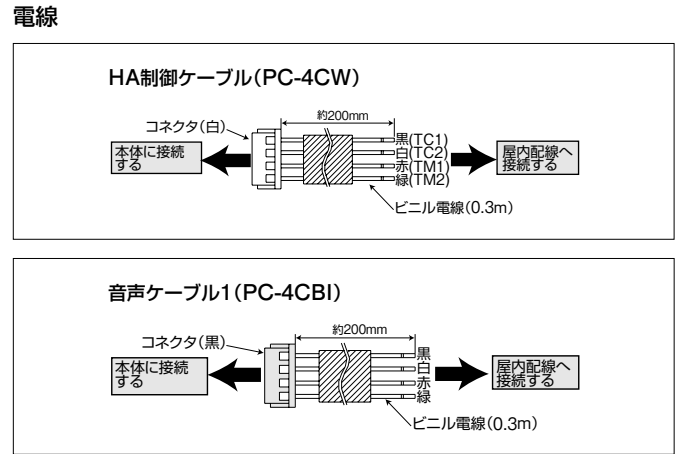 電線
HA制御ケーブル(PC-4CW)
約200mm
コネクタ(白)
本体に接続
する
黒(TC1)
白(TC2)
赤(TM1)
緑(TM2)
屋内配線へ
接続する
ビニル電線(0.3m)
音声ケーブル1(PC-4CBI)
約200mm
コネクタ(黒)
本体に接続
する
黒
白
赤
緑
屋内配線へ
接続する
ビニル電線(0.3m)